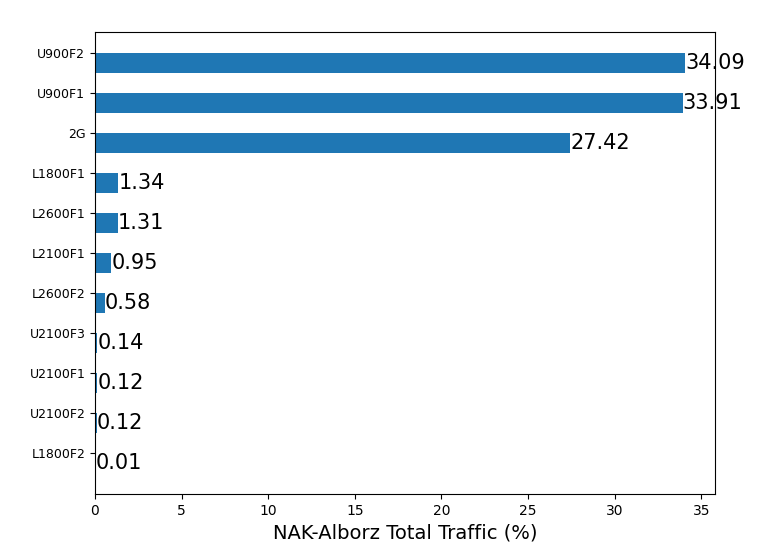 U900F2 34.09
U900F1 33.91
2G 27.42
L1800F1 1.34
L2600F1 1.31
L2100F1 0.95
L2600F2 0.58
U2100F3 0.14
U2100F1 0.12
U2100F2 0.12
L1800F2 0.01
0 5 10 15 20 25 30 35
NAK-Alborz Total Traffic (%)